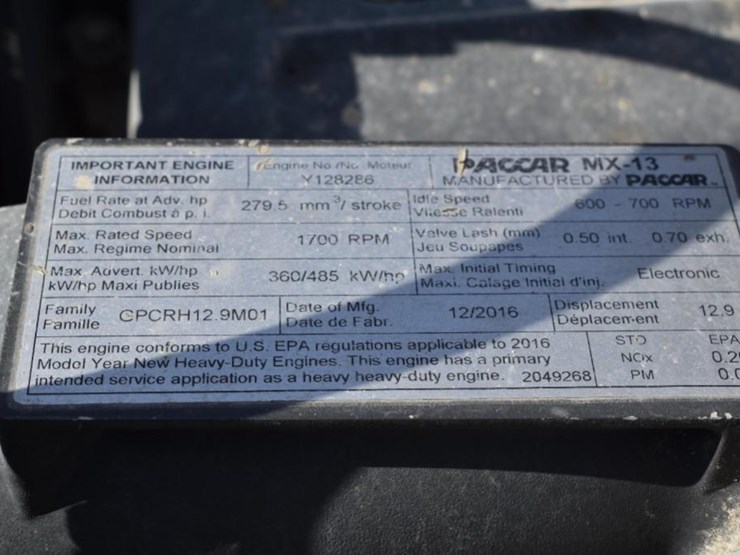 IMPORTANT ENGINE INFORMATION
Engine No /No. Moteur
Y128286
PACCAR MX-13
MANUFACTURED BY PACCAR
Fuel Rate at Adv. hp
Debit Combust à p. i.
279.5 mm³/ stroke
Idle Speed
Vitesse Ralenti
600 - 700 RPM
Max. Rated Speed
Max. Regime Nominal
1700 RPM
Valve Lash (mm)
Jeu Soupapes
0.50 int. 0.70 exh.
Max. Advert. kW/hp
kW/hp Maxi Publies
360/485 kW/hp
Max. Initial Timing
Maxi. Calage Initial d'inj.
Electronic
Family
Famille
GPCRH12.9M01
Date of Mfg.
Date de Fabr.
12/2016
Displacement
Déplacement
12.9
This engine conforms to U.S. EPA regulations applicable to 2016
Model Year New Heavy-Duty Engines. This engine has a primary
intended service application as a heavy heavy-duty engine. 2049268
STD EPA
NOx 0.2
PM 0.0